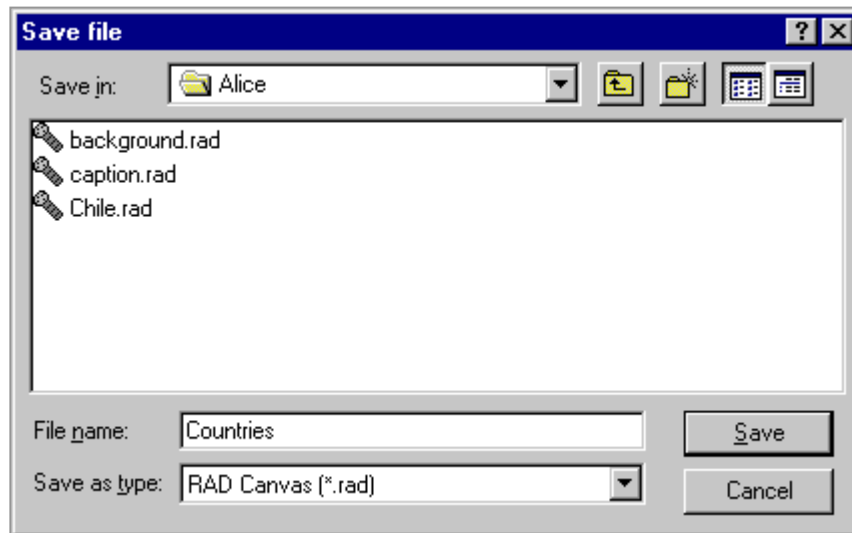 Save file
Save in: Alice
background.rad
caption.rad
Chile.rad
File name: Countries Save
Save as type: RAD Canvas (*.rad) Cancel